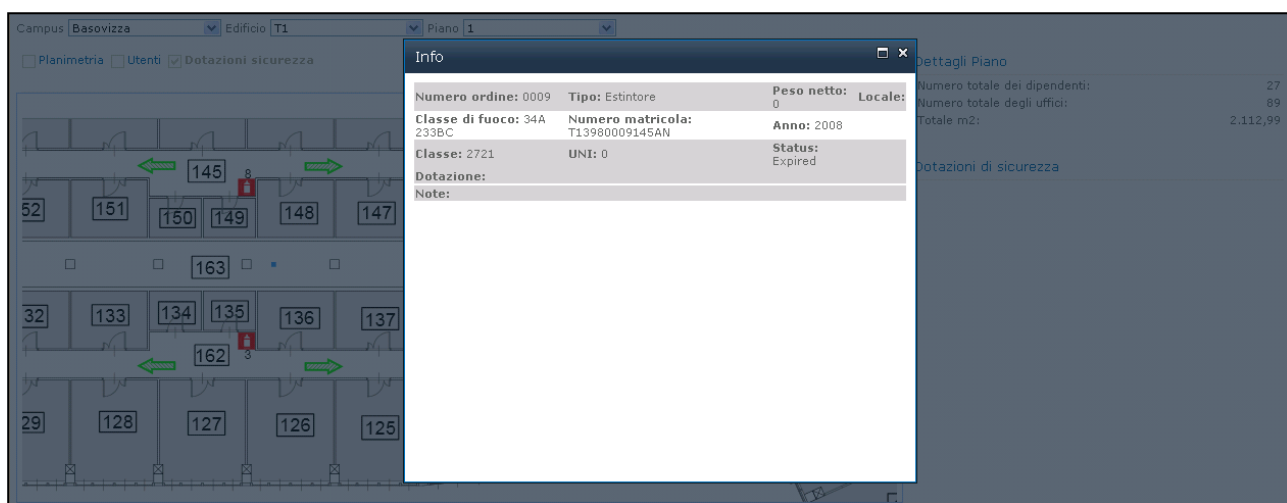 Campus Basovizza Edificio T1 Piano 1
Planimetria Utenti Dotazioni sicurezza
Info
Numero ordine: 0009 Tipo: Estintore Peso netto: 0 Locale:
Classe di fuoco: 34A 233BC Numero matricola: T13980009145AN Anno: 2008
Classe: 2721 UNI: 0 Status: Expired
Dotazione:
Note:
Dettagli Piano
Numero totale dei dipendenti: 27
Numero totale degli uffici: 89
Totale m2: 2.112,99
Dotazioni di sicurezza
145 8
52 151 150 149 148 147
163
32 133 134 135 136 137
162 3
29 128 127 126 125